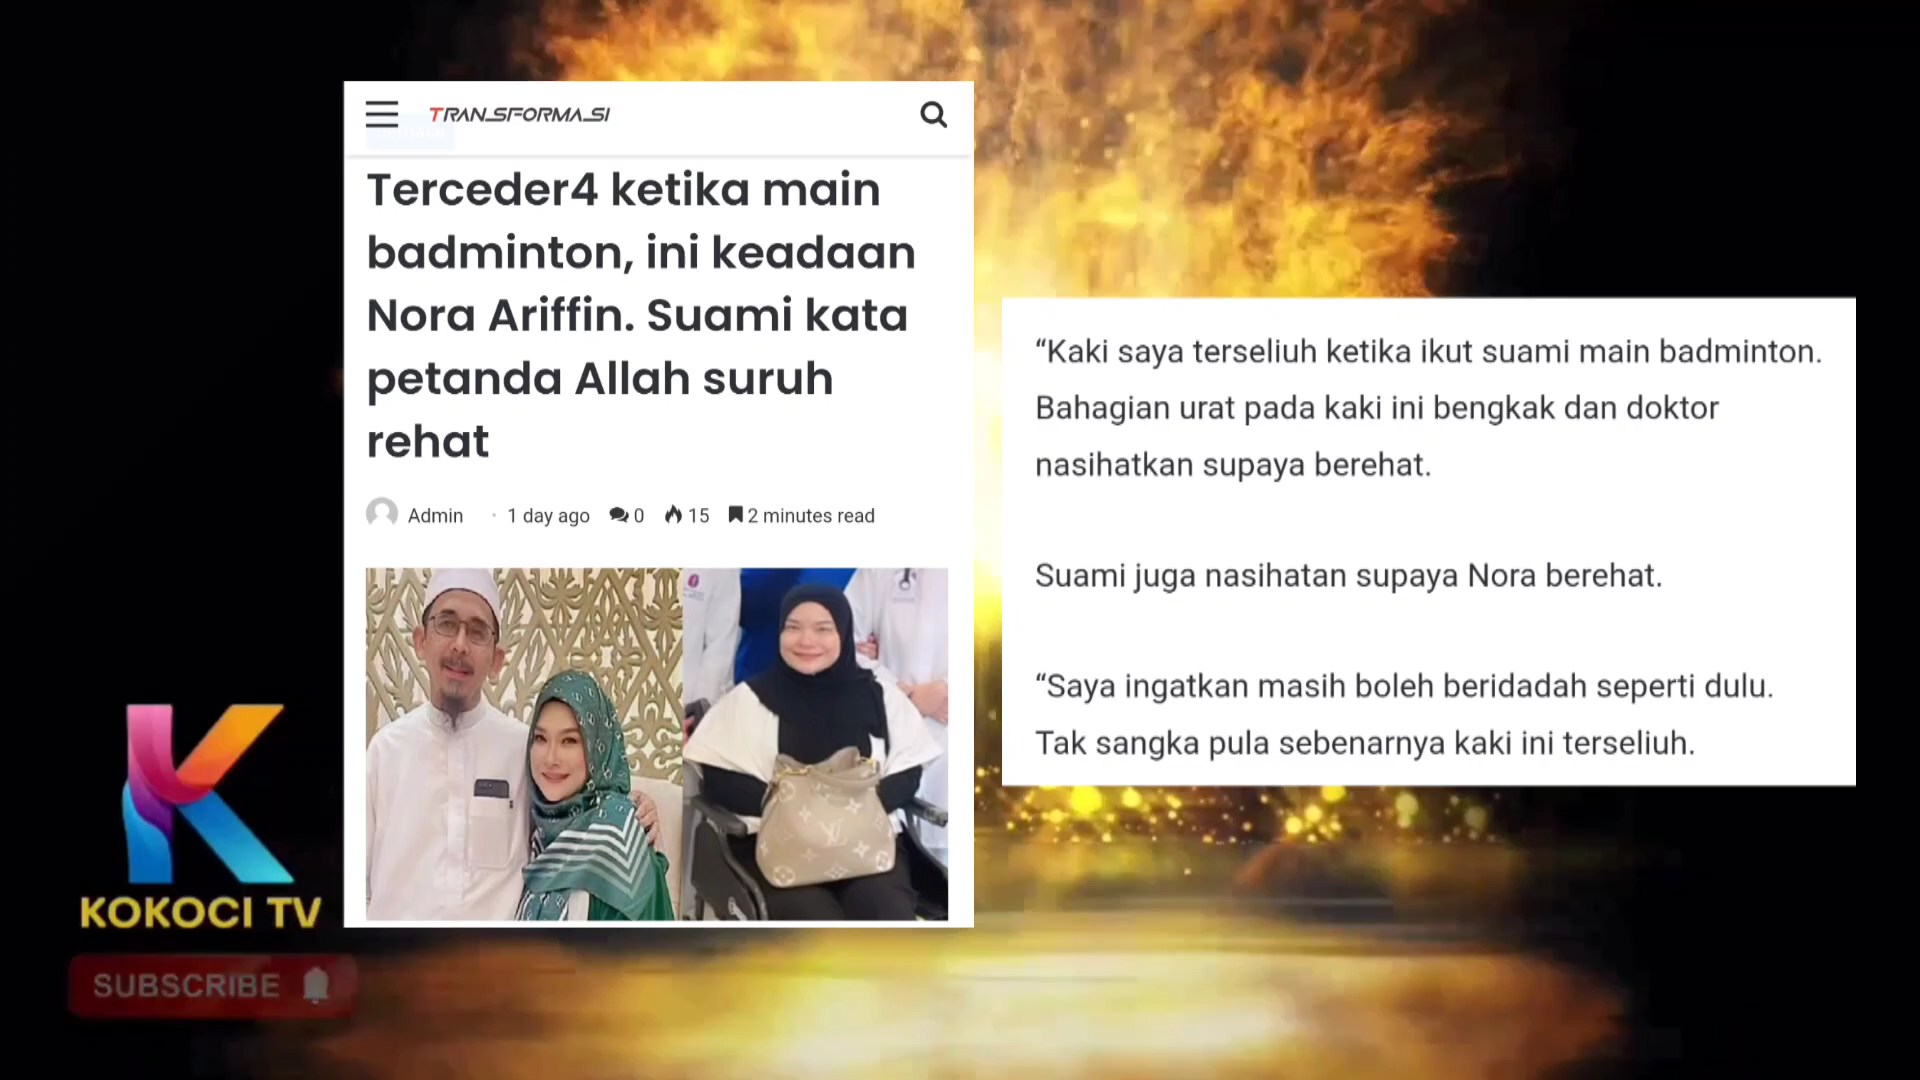 TRANSFORMASI
Terceder4 ketika main
badminton, ini keadaan
Nora Ariffin. Suami kata
petanda Allah suruh
rehat
Admin · 1 day ago 0 15 2 minutes read
“Kaki saya terseliuh ketika ikut suami main badminton.
Bahagian urat pada kaki ini bengkak dan doktor
nasihatkan supaya berehat.
Suami juga nasihatan supaya Nora berehat.
“Saya ingatkan masih boleh beridadah seperti dulu.
Tak sangka pula sebenarnya kaki ini terseliuh.
KOKOCI TV
SUBSCRIBE